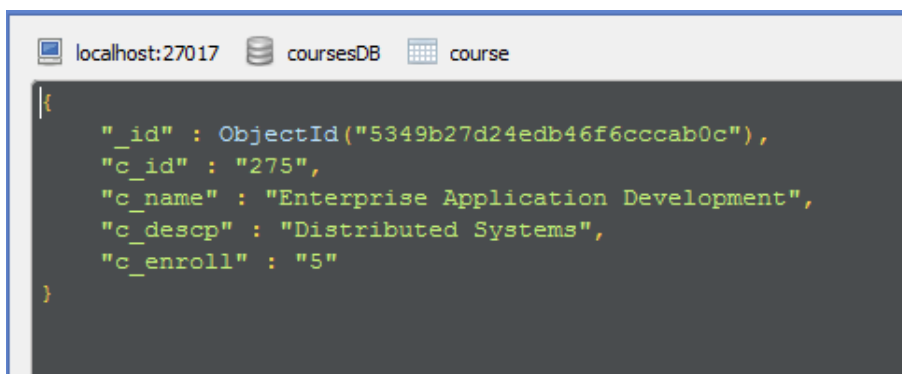 localhost:27017 coursesDB course
{
"_id" : ObjectId("5349b27d24edb46f6cccab0c"),
"c_id" : "275",
"c_name" : "Enterprise Application Development",
"c_descp" : "Distributed Systems",
"c_enroll" : "5"
}